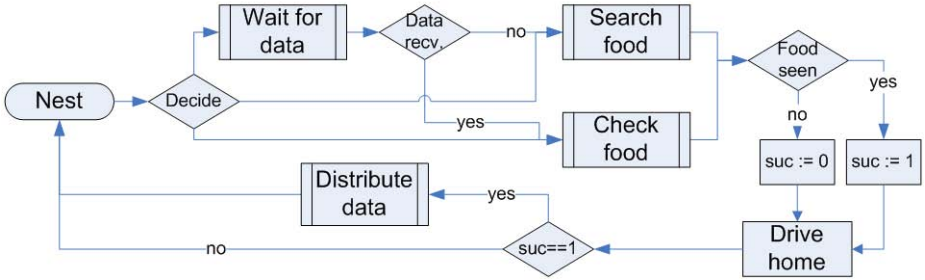 Wait for
data
Data
recv.
no
Search
food
Food
seen
yes
Nest
Decide
yes
Check
food
no
suc := 0
suc := 1
Distribute
data
yes
Drive
home
suc==1
no